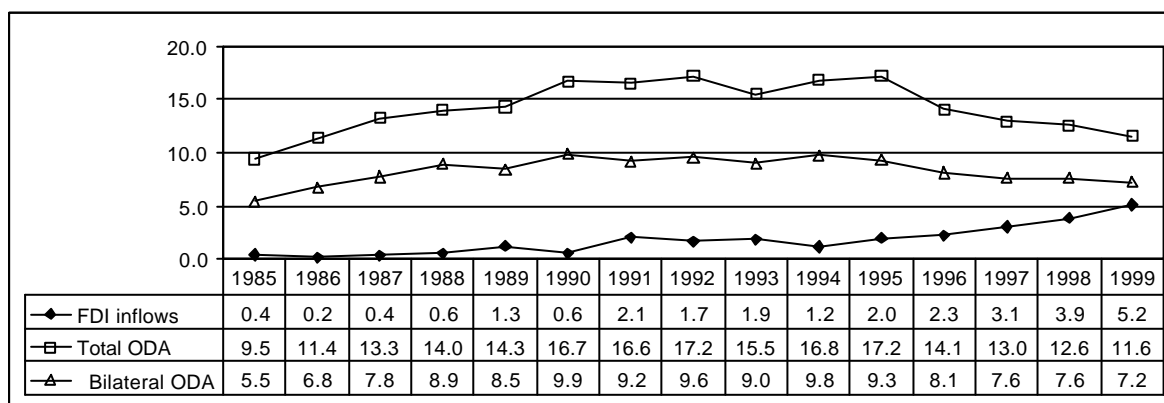 20.0
15.0
10.0
5.0
0.0
1985 1986 1987 1988 1989 1990 1991 1992 1993 1994 1995 1996 1997 1998 1999
FDI inflows 0.4 0.2 0.4 0.6 1.3 0.6 2.1 1.7 1.9 1.2 2.0 2.3 3.1 3.9 5.2
Total ODA 9.5 11.4 13.3 14.0 14.3 16.7 16.6 17.2 15.5 16.8 17.2 14.1 13.0 12.6 11.6
Bilateral ODA 5.5 6.8 7.8 8.9 8.5 9.9 9.2 9.6 9.0 9.8 9.3 8.1 7.6 7.6 7.2